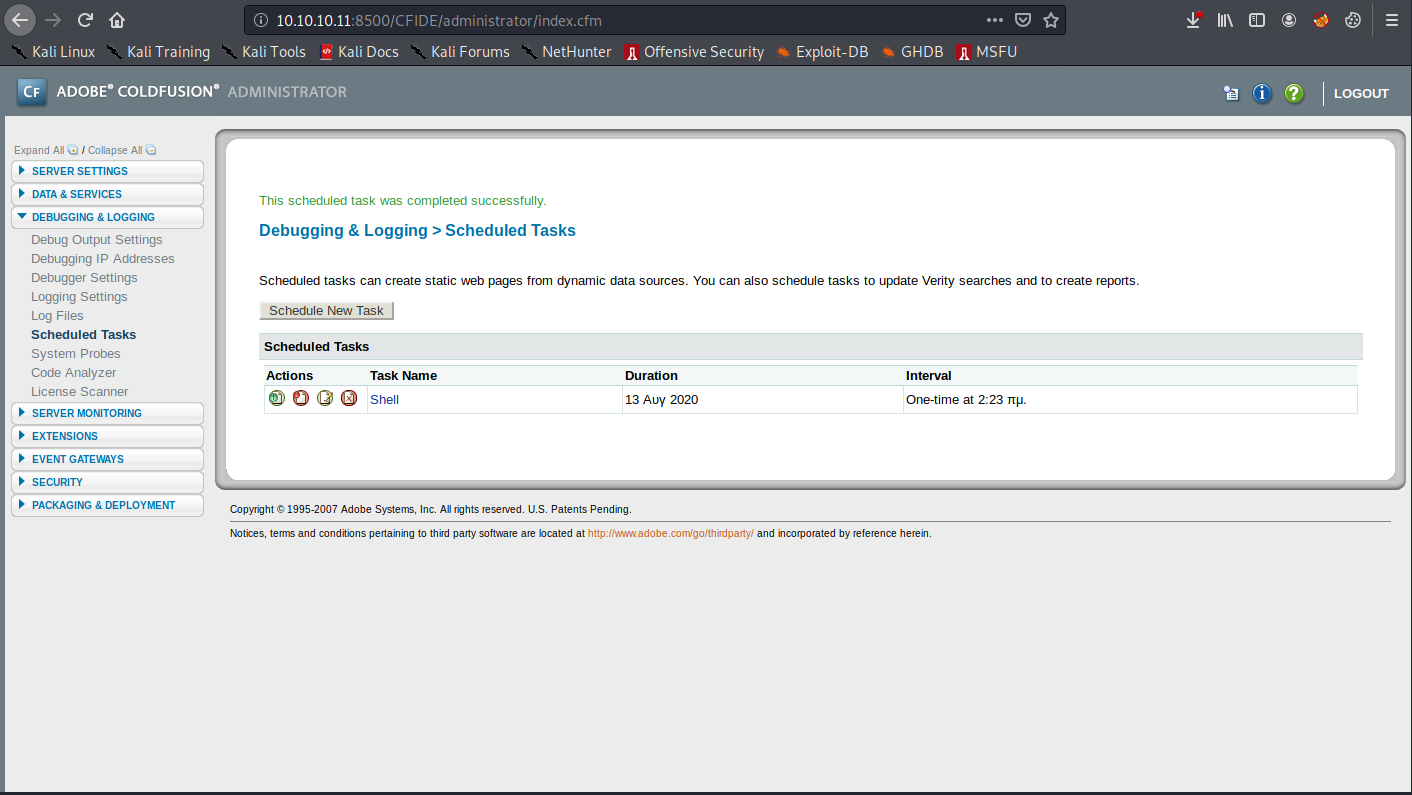 10.10.10.11:8500/CFIDE/administrator/index.cfm
Kali Linux Kali Training Kali Tools Kali Docs Kali Forums NetHunter Offensive Security Exploit-DB GHDB MSFU
CF ADOBE® COLDFUSION® ADMINISTRATOR LOGOUT
Expand All / Collapse All
SERVER SETTINGS
DATA & SERVICES
DEBUGGING & LOGGING
Debug Output Settings
Debugging IP Addresses
Debugger Settings
Logging Settings
Log Files
Scheduled Tasks
System Probes
Code Analyzer
License Scanner
SERVER MONITORING
EXTENSIONS
EVENT GATEWAYS
SECURITY
PACKAGING & DEPLOYMENT
This scheduled task was completed successfully.
Debugging & Logging > Scheduled Tasks
Scheduled tasks can create static web pages from dynamic data sources. You can also schedule tasks to update Verity searches and to create reports.
Schedule New Task
Scheduled Tasks
Actions Task Name Duration Interval
Shell 13 Αυγ 2020 One-time at 2:23 πμ.
Copyright © 1995-2007 Adobe Systems, Inc. All rights reserved. U.S. Patents Pending.
Notices, terms and conditions pertaining to third party software are located at http://www.adobe.com/go/thirdparty/ and incorporated by reference herein.